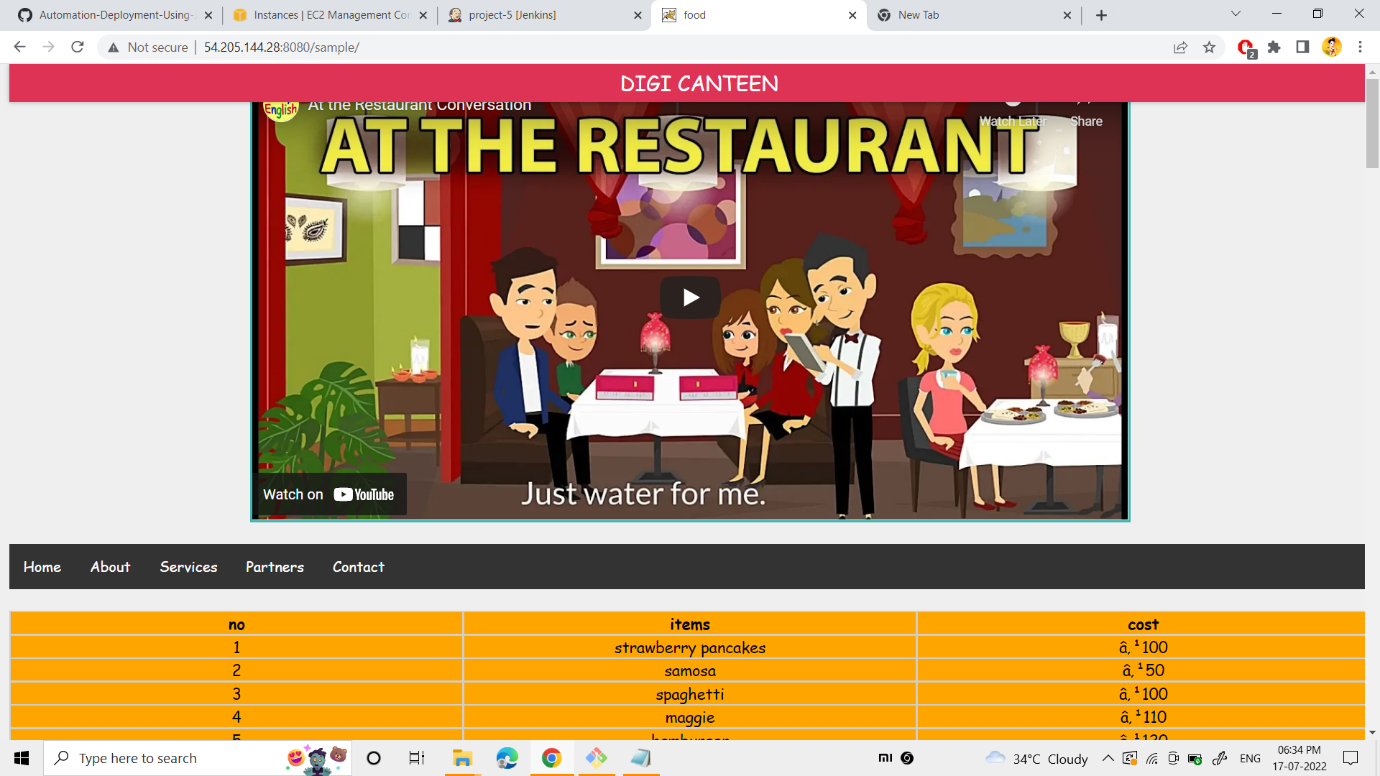 Automation-Deployment-Using-
Instances | EC2 Management Con
project-5 [Jenkins]
food
New Tab
Not secure
54.205.144.28:8080/sample/
2
DIGI CANTEEN
English
At the Restaurant Conversation
Watch Later
Share
AT THE RESTAURANT
Just water for me.
Watch on YouTube
Home About Services Partners Contact
no items cost
1 strawberry pancakes â‚¹100
2 samosa â‚¹50
3 spaghetti â‚¹100
4 maggie â‚¹110
Type here to search
mi
34°C Cloudy
ENG
06:34 PM
17-07-2022